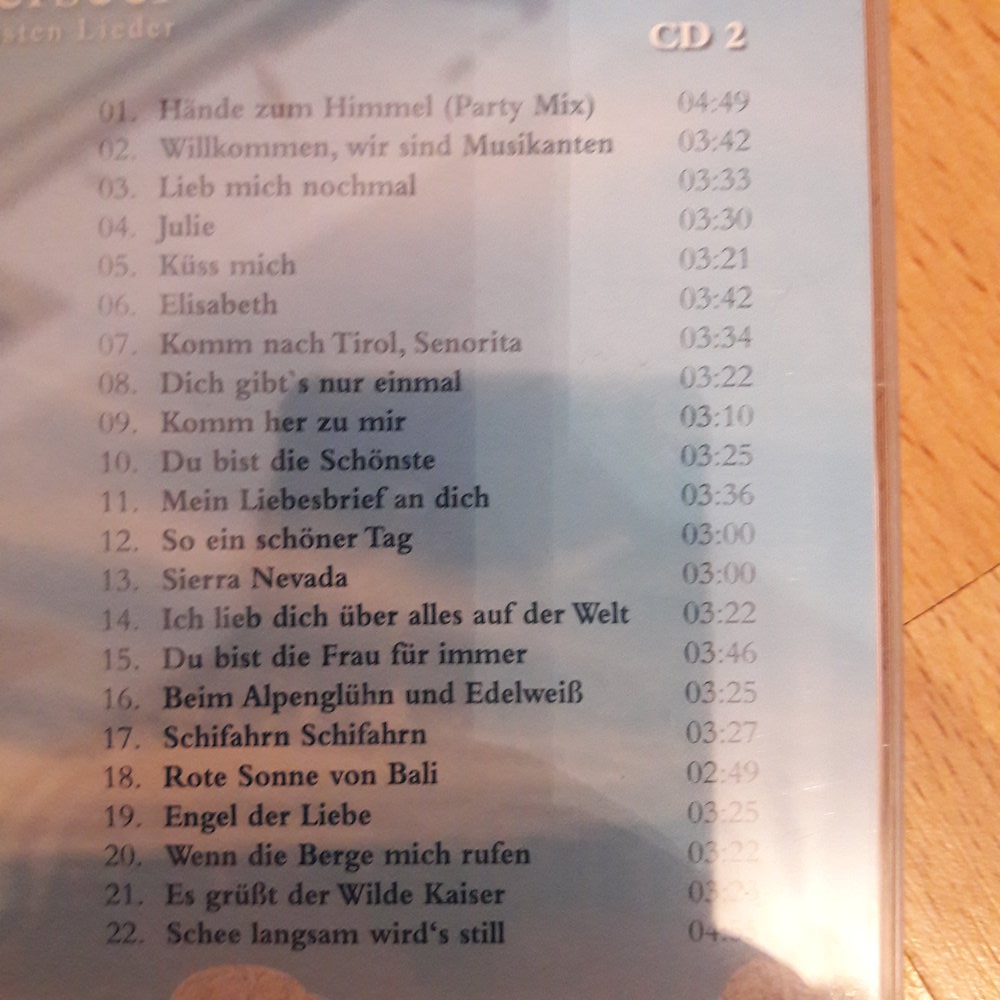 sten Lieder
CD 2
01. Hände zum Himmel (Party Mix) 04:49
02. Willkommen, wir sind Musikanten 03:42
03. Lieb mich nochmal 03:33
04. Julie 03:30
05. Küss mich 03:21
06. Elisabeth 03:42
07. Komm nach Tirol, Senorita 03:34
08. Dich gibt`s nur einmal 03:22
09. Komm her zu mir 03:10
10. Du bist die Schönste 03:25
11. Mein Liebesbrief an dich 03:36
12. So ein schöner Tag 03:00
13. Sierra Nevada 03:00
14. Ich lieb dich über alles auf der Welt 03:22
15. Du bist die Frau für immer 03:46
16. Beim Alpenglühn und Edelweiß 03:25
17. Schifahrn Schifahrn 03:27
18. Rote Sonne von Bali 02:49
19. Engel der Liebe 03:25
20. Wenn die Berge mich rufen 03:22
21. Es grüßt der Wilde Kaiser
22. Schee langsam wird‘s still